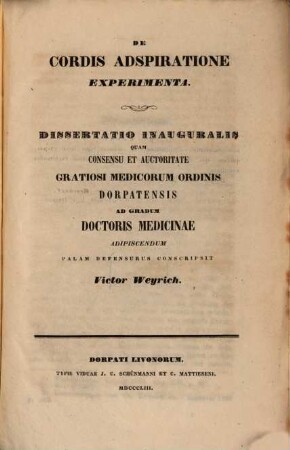 DE
CORDIS ADSPIRATIONE
EXPERIMENTA.
DISSERTATIO INAUGURALIS
QUAM
CONSENSU ET AUCTORITATE
GRATIOSI MEDICORUM ORDINIS
DORPATENSIS
AD GRADUM
DOCTORIS MEDICINAE
ADIPISCENDUM
PALAM DEFENSURUS CONSCRIPSIT
Victor Weyrich.
DORPATI LIVONORUM.
TYPIS VIDUAE J. C. SCHÜNMANNI ET C. MATTIESENI.
MDCCCLIII.